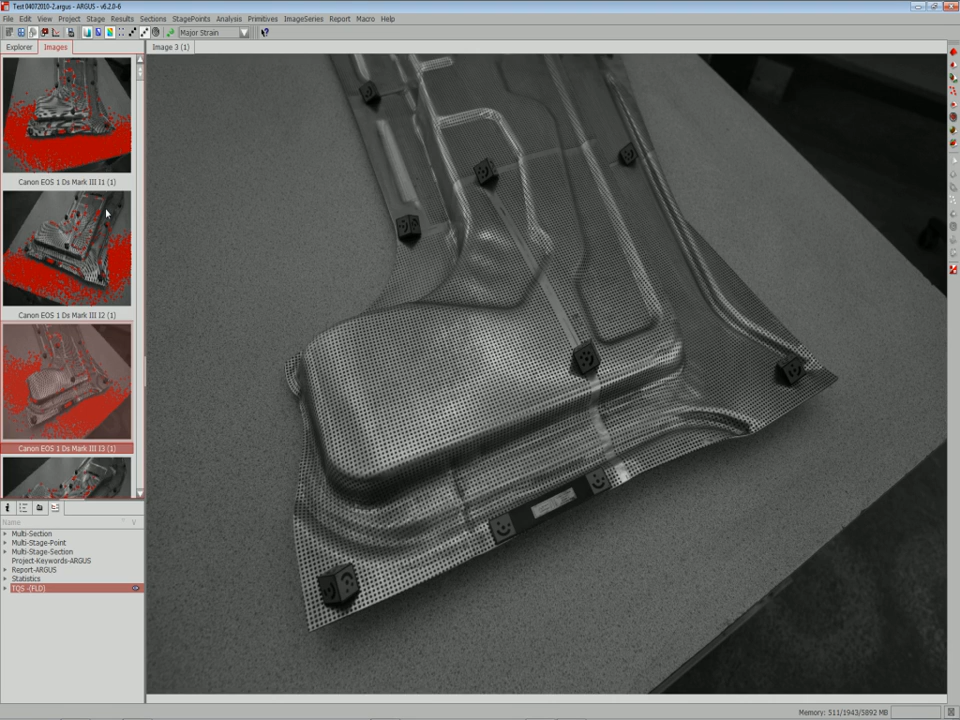 Test 04072010-2.argus - ARGUS - v6.2.0-6
File Edit View Project Stage Results Sections StagePoints Analysis Primitives ImageSeries Report Macro Help
Major Strain
Explorer Images Image 3 (1)
Canon EOS 1 Ds Mark III I1 (1)
Canon EOS 1 Ds Mark III I2 (1)
Canon EOS 1 Ds Mark III I3 (1)
Name
Multi-Section
Multi-Stage-Point
Multi-Stage-Section
Project-Keywords-ARGUS
Report-ARGUS
Statistics
TQS -(FLD)
Memory: 511/1943/5892 MB